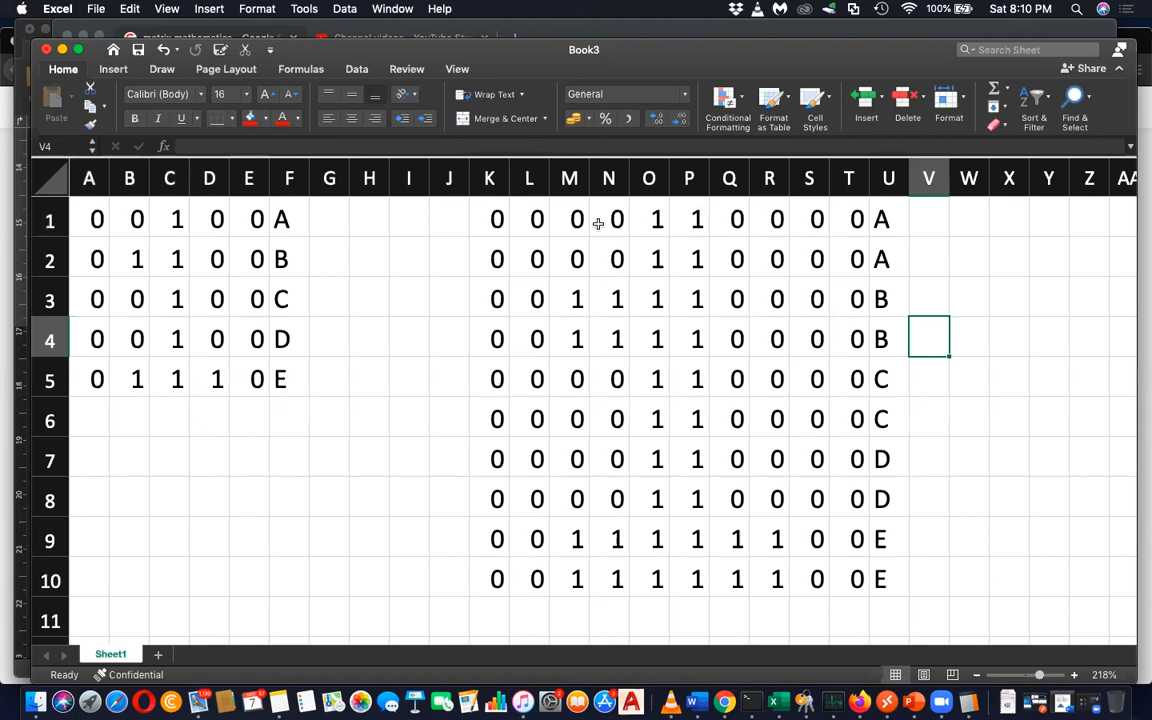 Excel File Edit View Insert Format Tools Data Window Help 100% Sat 8:10 PM
matrix mathematics - Google Channel videos - YouTube
Book3
Search Sheet
Home Insert Draw Page Layout Formulas Data Review View Share
Paste Calibri (Body) 16 A A Wrap Text General Conditional Formatting Format as Table Cell Styles Insert Delete Format Sort & Filter Find & Select
B I U A Merge & Center %
V4 fx
A B C D E F G H I J K L M N O P Q R S T U V W X Y Z AA
1 0 0 1 0 0 A 0 0 0 0 1 1 0 0 0 0 A
2 0 1 1 0 0 B 0 0 0 0 1 1 0 0 0 0 A
3 0 0 1 0 0 C 0 0 1 1 1 1 0 0 0 0 B
4 0 0 1 0 0 D 0 0 1 1 1 1 0 0 0 0 B
5 0 1 1 1 0 E 0 0 0 0 1 1 0 0 0 0 C
6 0 0 0 0 1 1 0 0 0 0 C
7 0 0 0 0 1 1 0 0 0 0 D
8 0 0 0 0 1 1 0 0 0 0 D
9 0 0 1 1 1 1 1 1 0 0 E
10 0 0 1 1 1 1 1 1 0 0 E
11
Sheet1
Ready Confidential 218%